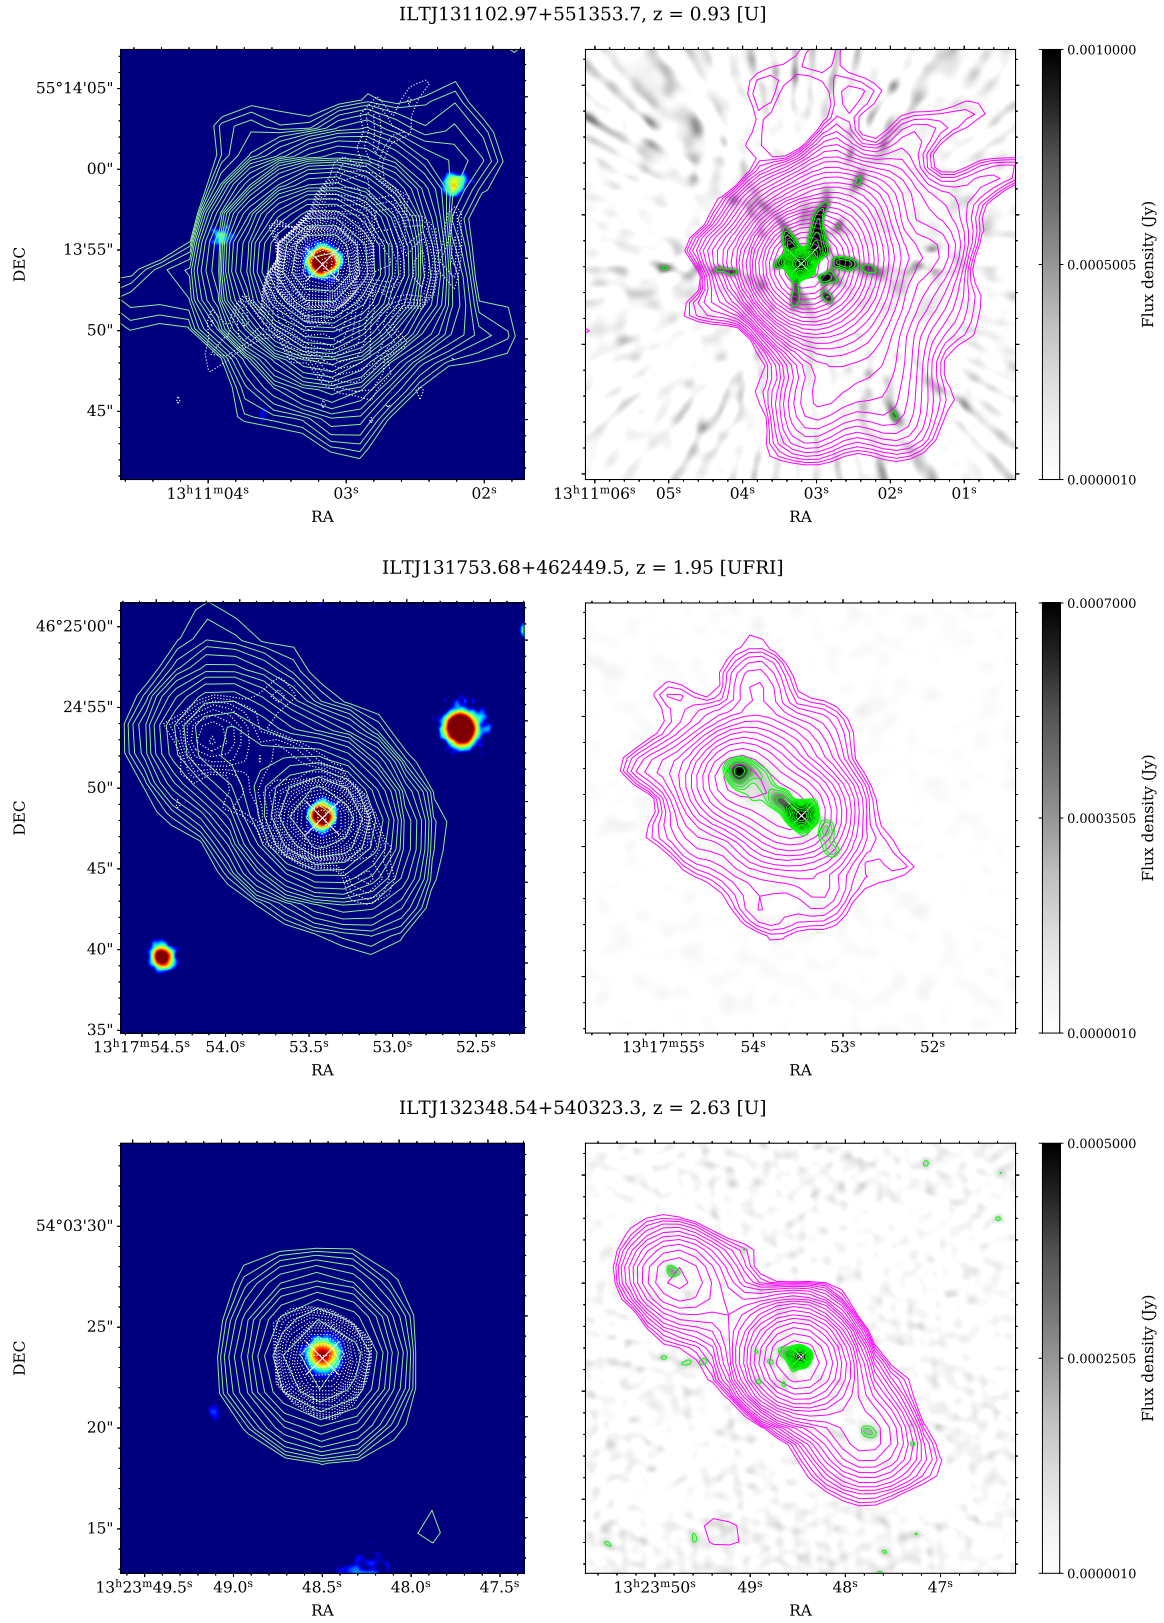 ILTJ131102.97+551353.7, z = 0.93 [U]
55°14'05"
00"
13'55"
50"
45"
DEC
13ʰ11ᵐ04ˢ 03ˢ 02ˢ
RA
13ʰ11ᵐ06ˢ 05ˢ 04ˢ 03ˢ 02ˢ 01ˢ
RA
0.0010000
0.0005005
0.0000010
Flux density (Jy)
ILTJ131753.68+462449.5, z = 1.95 [UFRI]
46°25'00"
24'55"
50"
45"
40"
35"
DEC
13ʰ17ᵐ54.5ˢ 54.0ˢ 53.5ˢ 53.0ˢ 52.5ˢ
RA
13ʰ17ᵐ55ˢ 54ˢ 53ˢ 52ˢ
RA
0.0007000
0.0003505
0.0000010
Flux density (Jy)
ILTJ132348.54+540323.3, z = 2.63 [U]
54°03'30"
25"
20"
15"
DEC
13ʰ23ᵐ49.5ˢ 49.0ˢ 48.5ˢ 48.0ˢ 47.5ˢ
RA
13ʰ23ᵐ50ˢ 49ˢ 48ˢ 47ˢ
RA
0.0005000
0.0002505
0.0000010
Flux density (Jy)